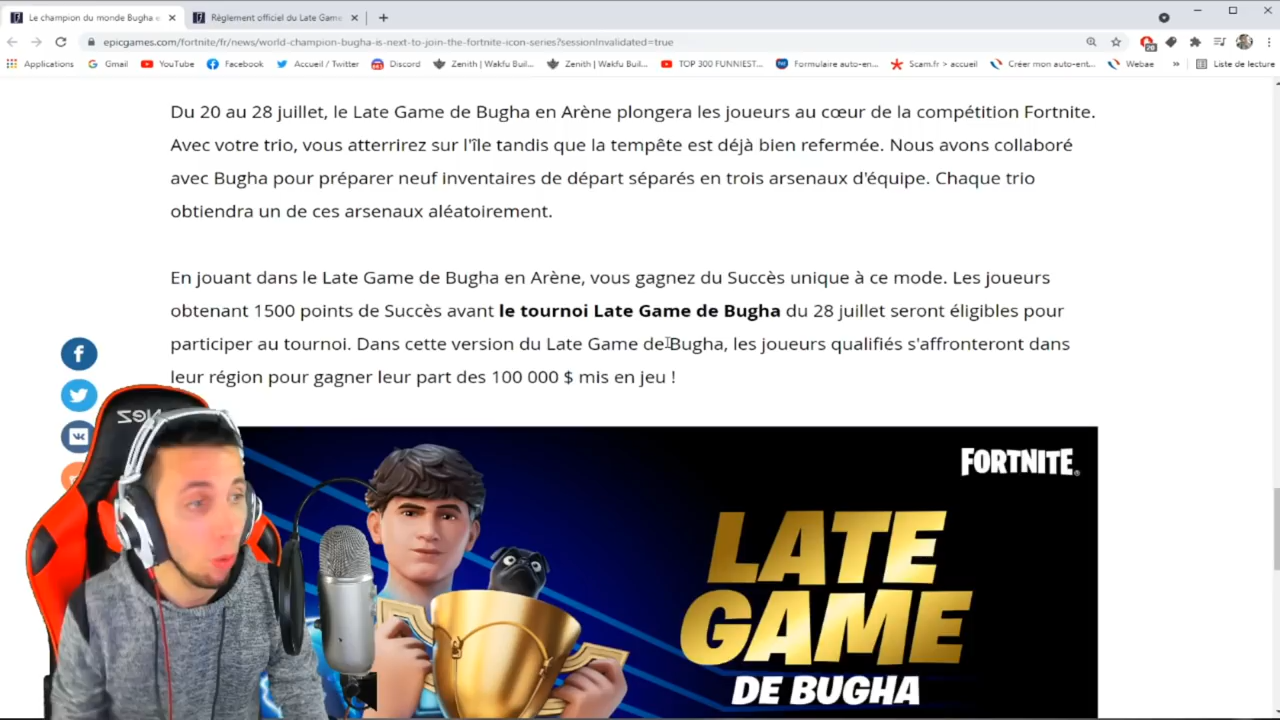 Le champion du monde Bugha e
Règlement officiel du Late Game
epicgames.com/fortnite/fr/news/world-champion-bugha-is-next-to-join-the-fortnite-icon-series?sessionInvalidated=true
20
Applications
Gmail
YouTube
Facebook
Accueil / Twitter
Discord
Zenith | Wakfu Buil...
Zenith | Wakfu Buil...
TOP 300 FUNNIEST...
Formulaire auto-en...
Scam.fr > accueil
Créer mon auto-ent...
Webae
»
Liste de lecture
Du 20 au 28 juillet, le Late Game de Bugha en Arène plongera les joueurs au cœur de la compétition Fortnite.
Avec votre trio, vous atterrirez sur l'île tandis que la tempête est déjà bien refermée. Nous avons collaboré
avec Bugha pour préparer neuf inventaires de départ séparés en trois arsenaux d'équipe. Chaque trio
obtiendra un de ces arsenaux aléatoirement.
En jouant dans le Late Game de Bugha en Arène, vous gagnez du Succès unique à ce mode. Les joueurs
obtenant 1500 points de Succès avant le tournoi Late Game de Bugha du 28 juillet seront éligibles pour
participer au tournoi. Dans cette version du Late Game de Bugha, les joueurs qualifiés s'affronteront dans
leur région pour gagner leur part des 100 000 $ mis en jeu !
FORTNITE
LATE
GAME
DE BUGHA